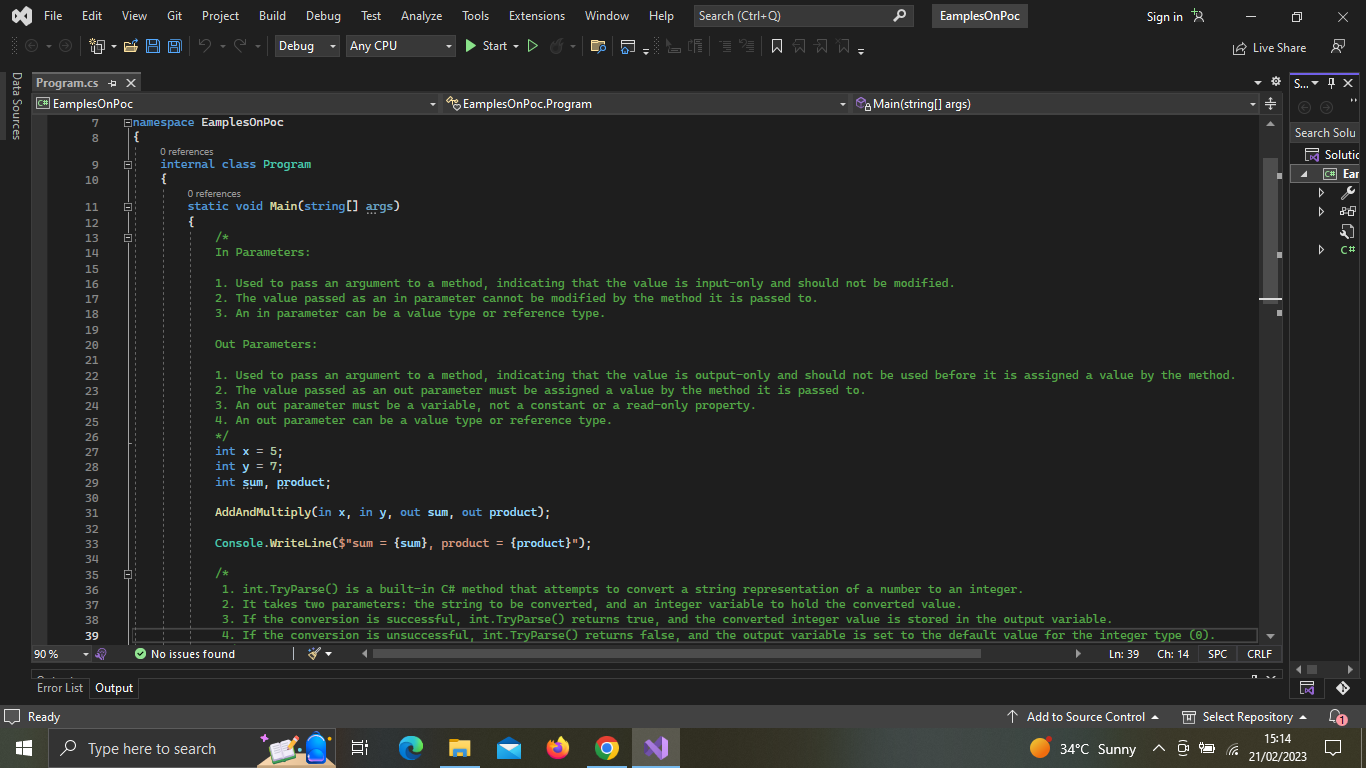 File Edit View Git Project Build Debug Test Analyze Tools Extensions Window Help Search (Ctrl+Q) EamplesOnPoc Sign in
Debug Any CPU Start Live Share
Data Sources
Program.cs
S...
EamplesOnPoc EamplesOnPoc.Program Main(string[] args)
Search Solu
Solutic
Ear
C#
7 namespace EamplesOnPoc
8 {
0 references
9 internal class Program
10 {
0 references
11 static void Main(string[] args)
12 {
13 /*
14 In Parameters:
15
16 1. Used to pass an argument to a method, indicating that the value is input-only and should not be modified.
17 2. The value passed as an in parameter cannot be modified by the method it is passed to.
18 3. An in parameter can be a value type or reference type.
19
20 Out Parameters:
21
22 1. Used to pass an argument to a method, indicating that the value is output-only and should not be used before it is assigned a value by the method.
23 2. The value passed as an out parameter must be assigned a value by the method it is passed to.
24 3. An out parameter must be a variable, not a constant or a read-only property.
25 4. An out parameter can be a value type or reference type.
26 */
27 int x = 5;
28 int y = 7;
29 int sum, product;
30
31 AddAndMultiply(in x, in y, out sum, out product);
32
33 Console.WriteLine($"sum = {sum}, product = {product}");
34
35 /*
36 1. int.TryParse() is a built-in C# method that attempts to convert a string representation of a number to an integer.
37 2. It takes two parameters: the string to be converted, and an integer variable to hold the converted value.
38 3. If the conversion is successful, int.TryParse() returns true, and the converted integer value is stored in the output variable.
39 4. If the conversion is unsuccessful, int.TryParse() returns false, and the output variable is set to the default value for the integer type (0).
90 % No issues found Ln: 39 Ch: 14 SPC CRLF
Error List Output
Ready Add to Source Control Select Repository 1
Type here to search 34°C Sunny 15:14
21/02/2023